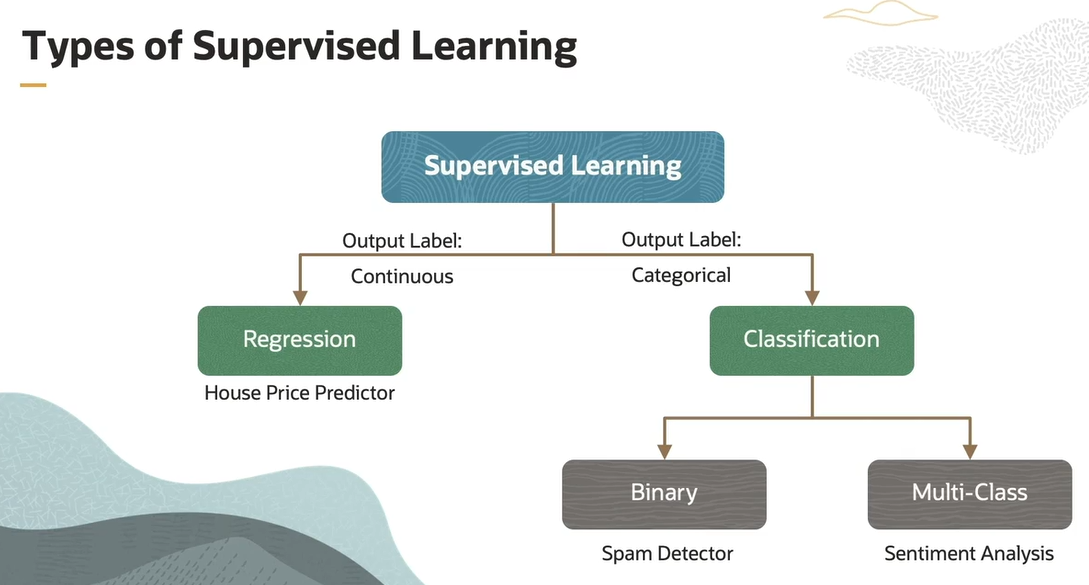 Types of Supervised Learning
Supervised Learning
Output Label:
Continuous
Output Label:
Categorical
Regression
House Price Predictor
Classification
Binary
Spam Detector
Multi-Class
Sentiment Analysis